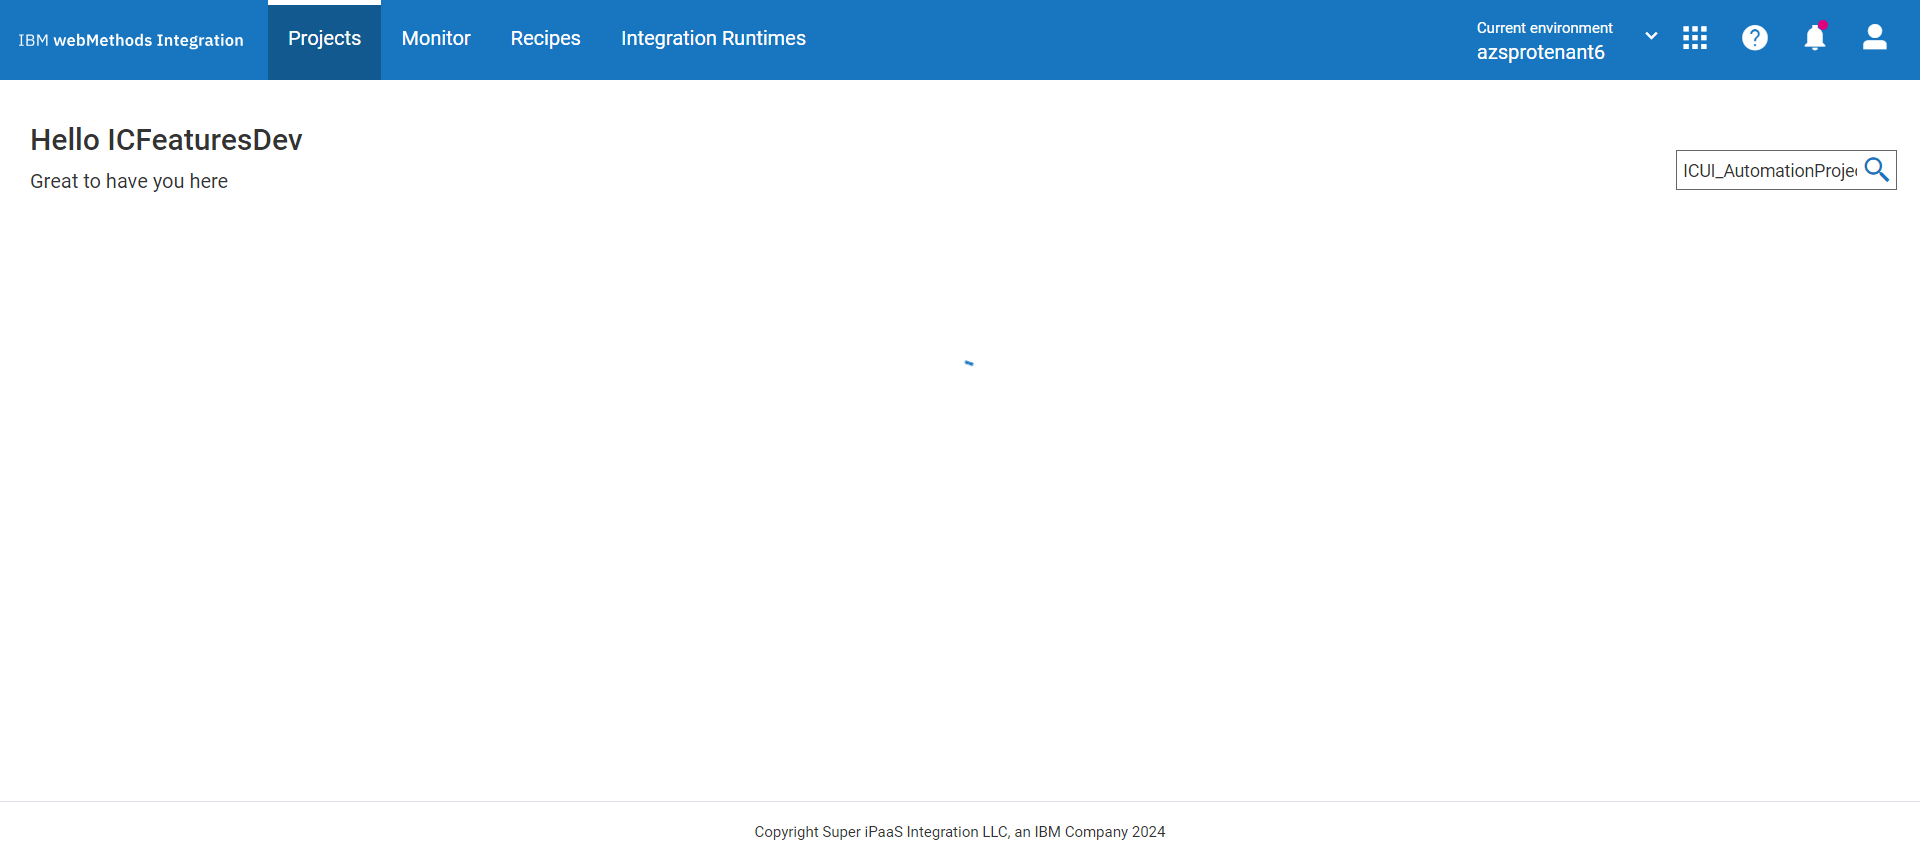 IBM webMethods Integration
Projects
Monitor
Recipes
Integration Runtimes
Current environment
azsprotenant6
Hello ICFeaturesDev
Great to have you here
ICUI_AutomationProjec
Copyright Super iPaaS Integration LLC, an IBM Company 2024